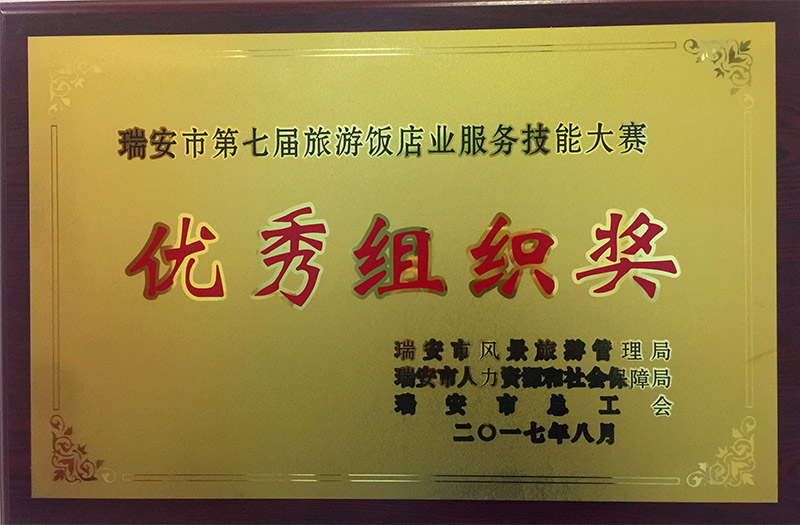 瑞安市第七届旅游饭店业服务技能大赛
优秀组织奖
瑞安市风景旅游管理局
瑞安市人力资源和社会保障局
瑞安市总工会
二〇一七年八月